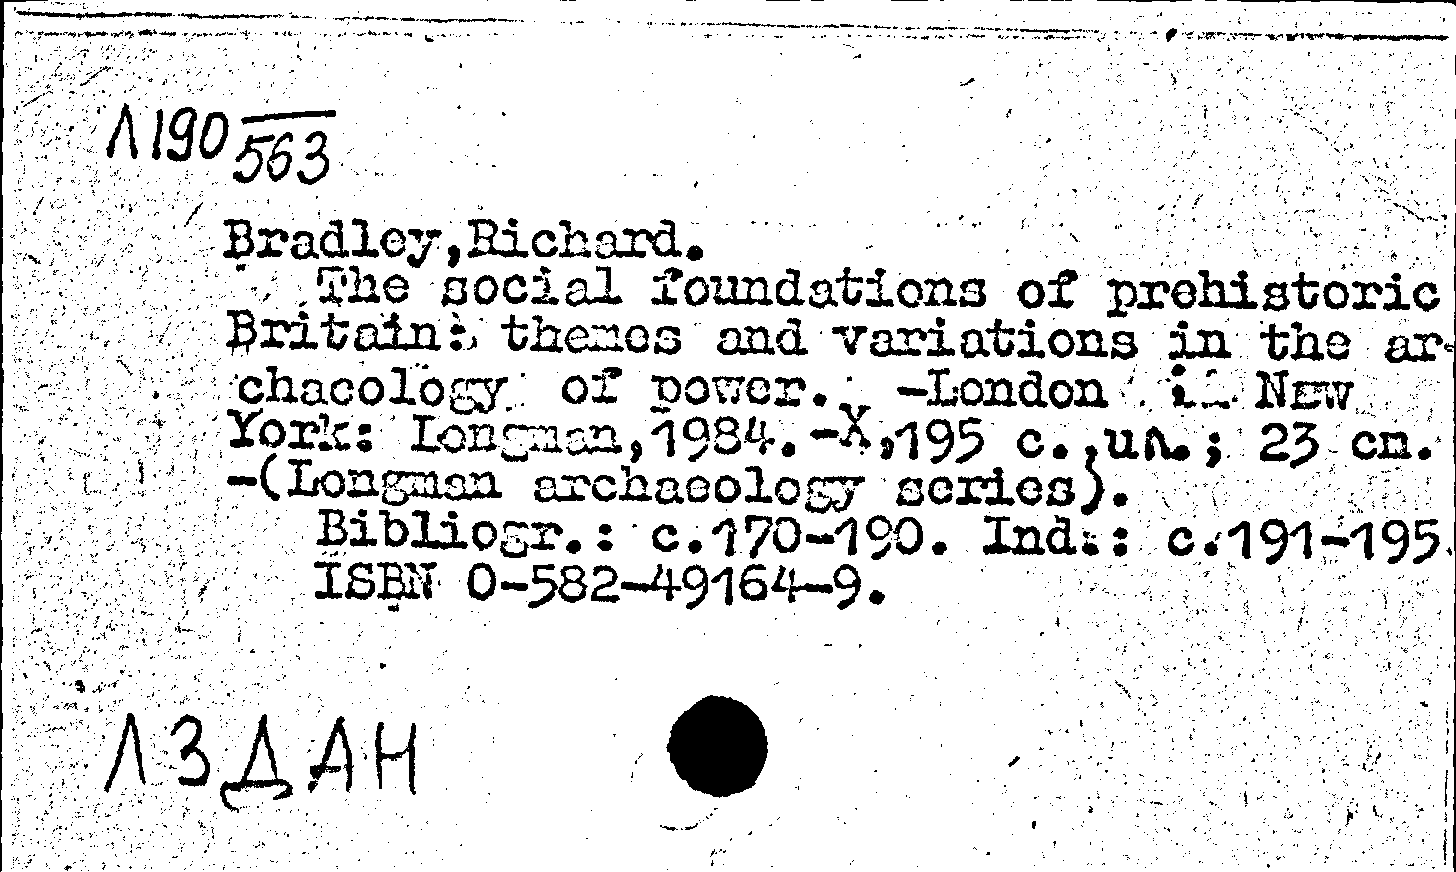 Л190 563
Bradley,Richard.
The social foundations of prehistoric
Britain: themes and variations in the ar-
chaeology of power. -London New
York: Longman,1984.-X,195 с.,ил.; 23 cm.
-(Longman archaeology series).
Bibliogr.: с.170-190. Ind.: с.191-195.
ISBN 0-582-49164-9.
ЛЗДАН